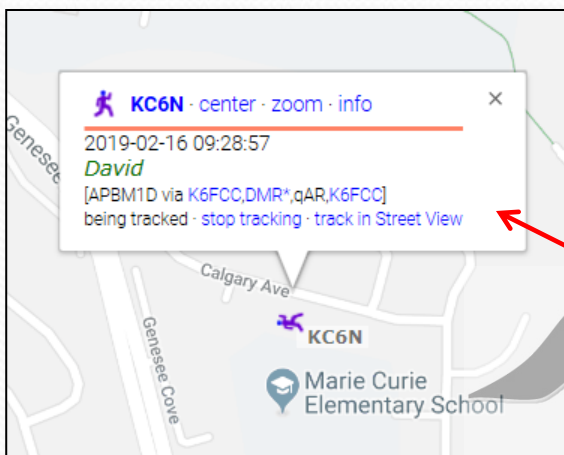 KC6N · center · zoom · info
×
2019-02-16 09:28:57
David
[APBM1D via K6FCC,DMR*,qAR,K6FCC]
being tracked · stop tracking · track in Street View
Genesee
Calgary Ave
KC6N
Genesee Cove
Marie Curie
Elementary School